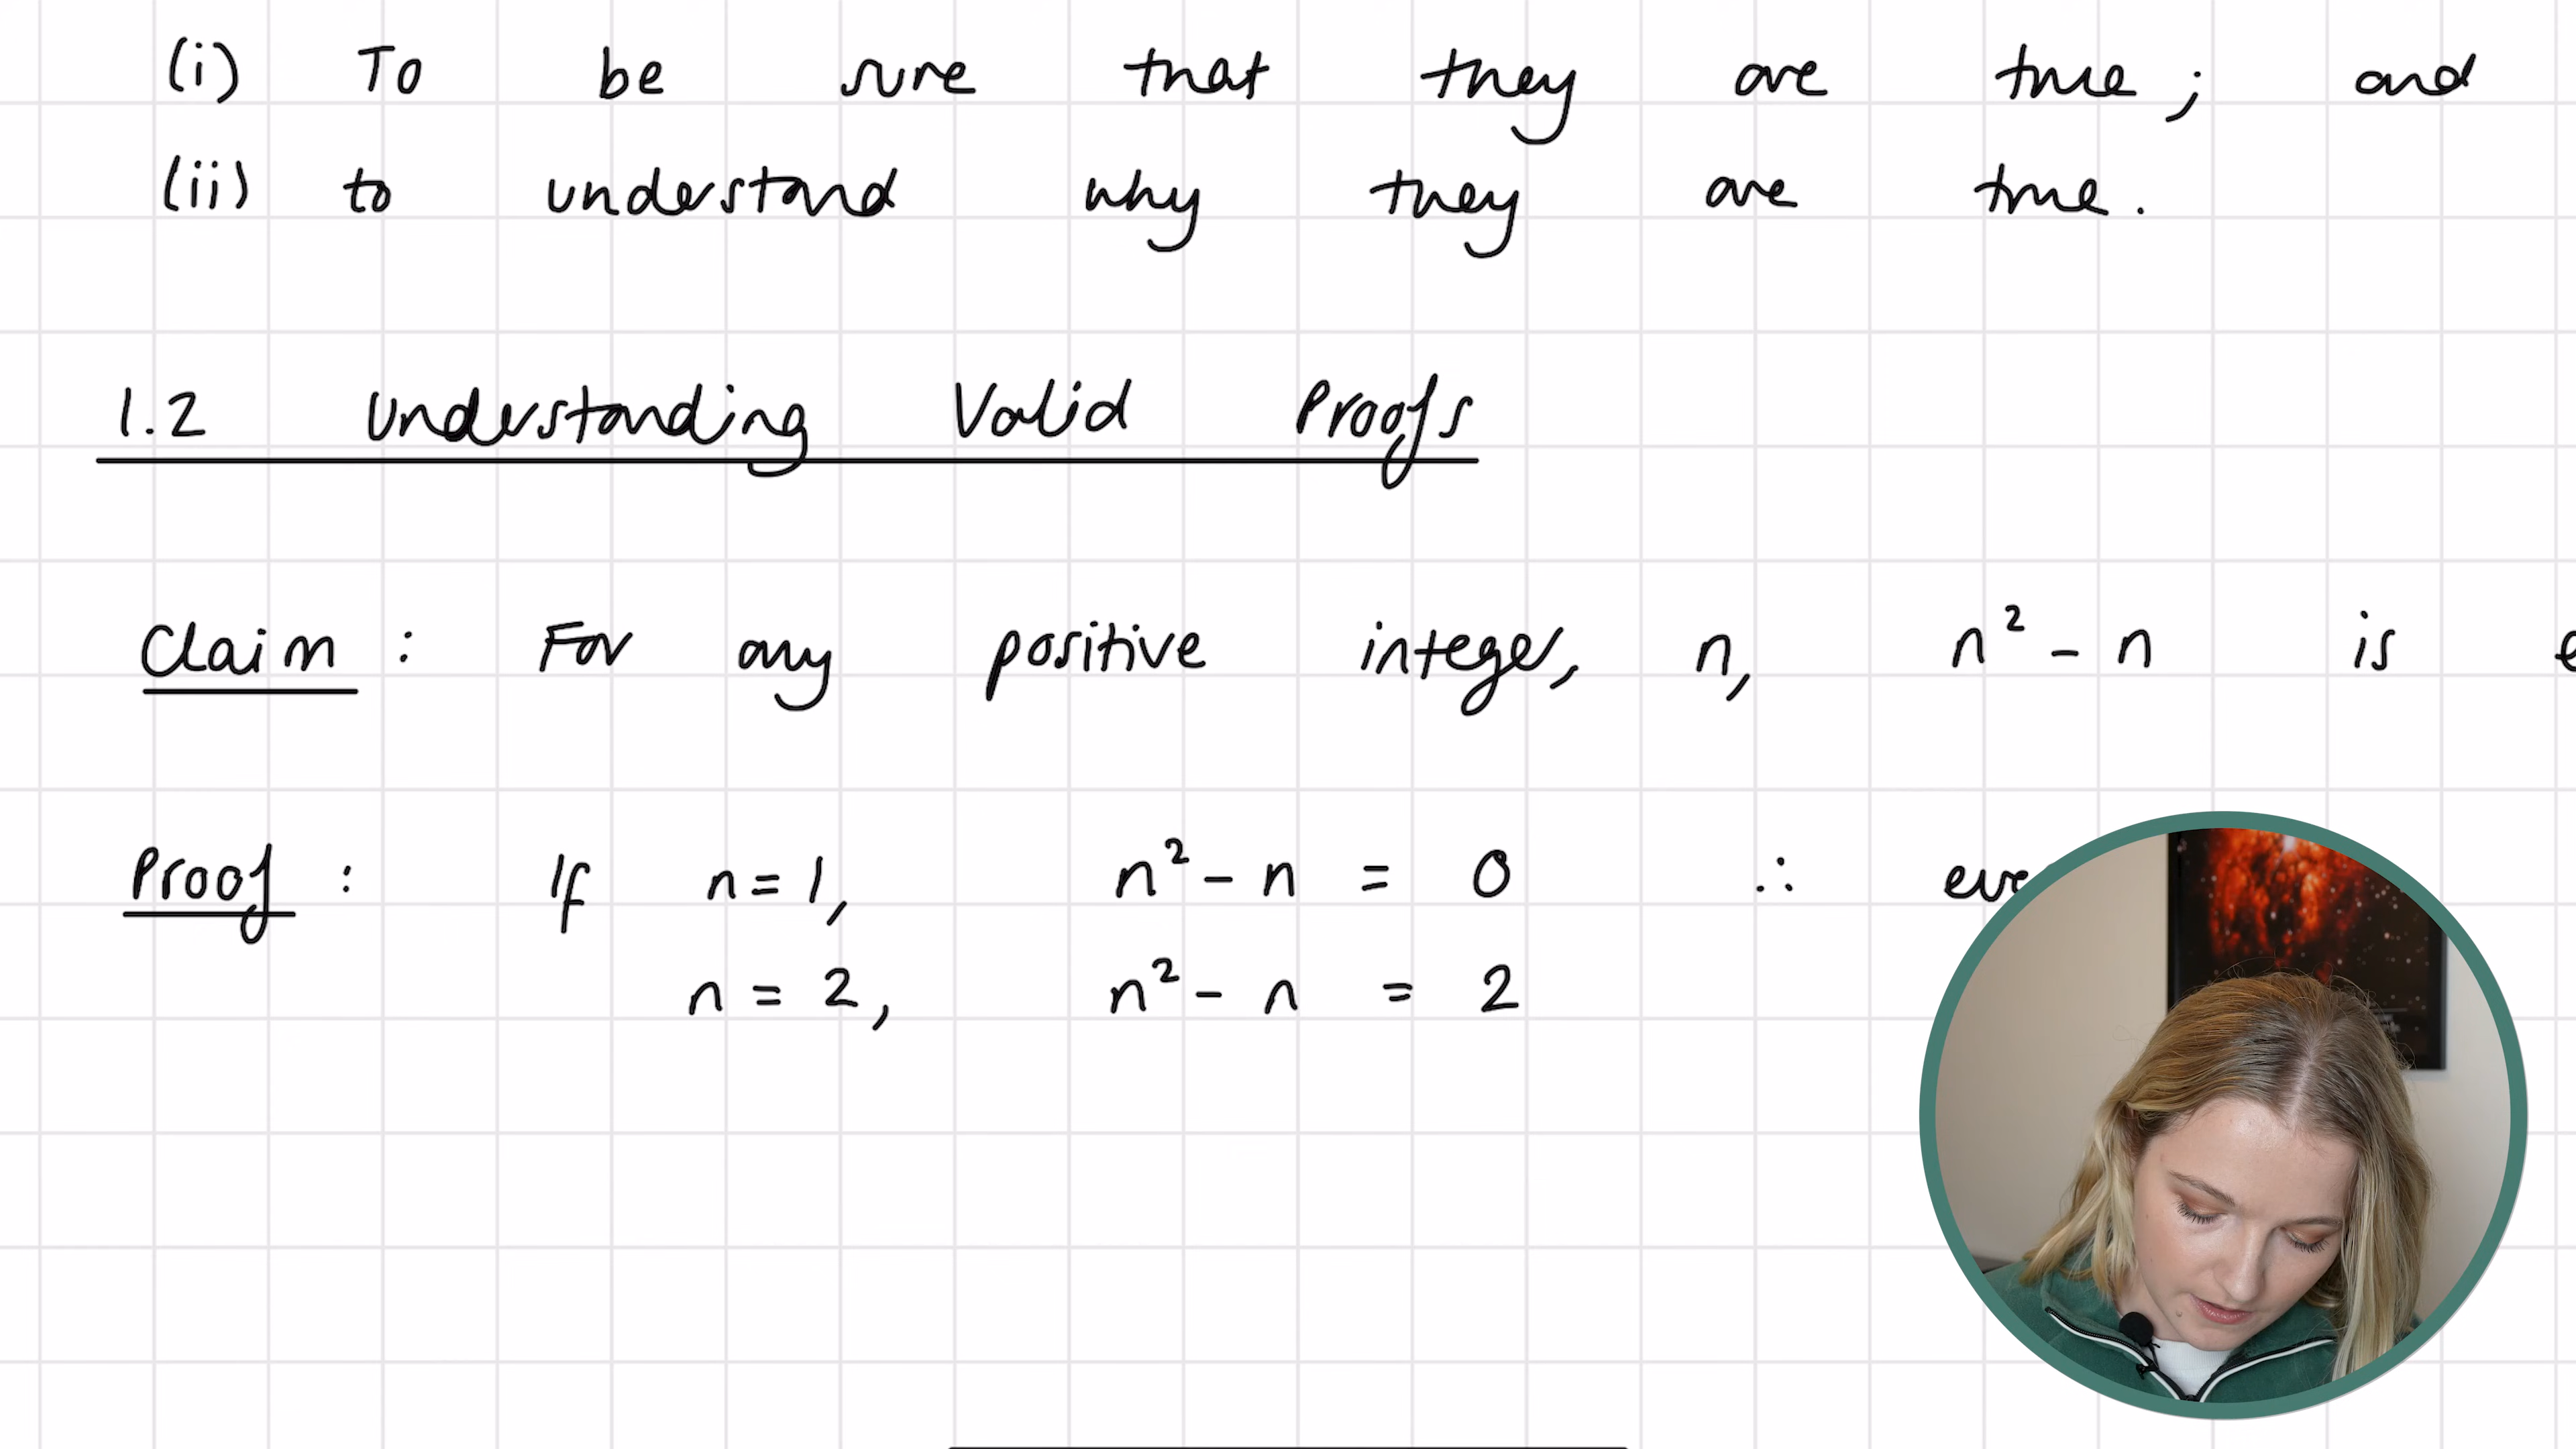 (i) To be sure that they are true; and
(ii) to understand why they are true.
1.2 Understanding Valid Proofs
Claim: For any positive integer, n, n² - n is
Proof: If n = 1, n² - n = 0 ∴
n = 2, n² - n = 2